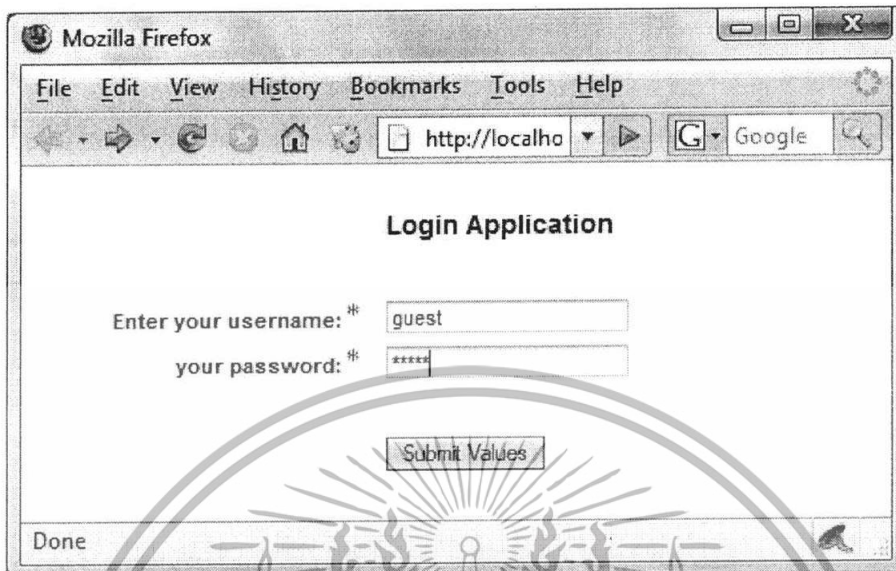 Mozilla Firefox
File Edit View History Bookmarks Tools Help
http://localho G Google
Login Application
Enter your username: * guest
your password: * *****
Submit Values
Done